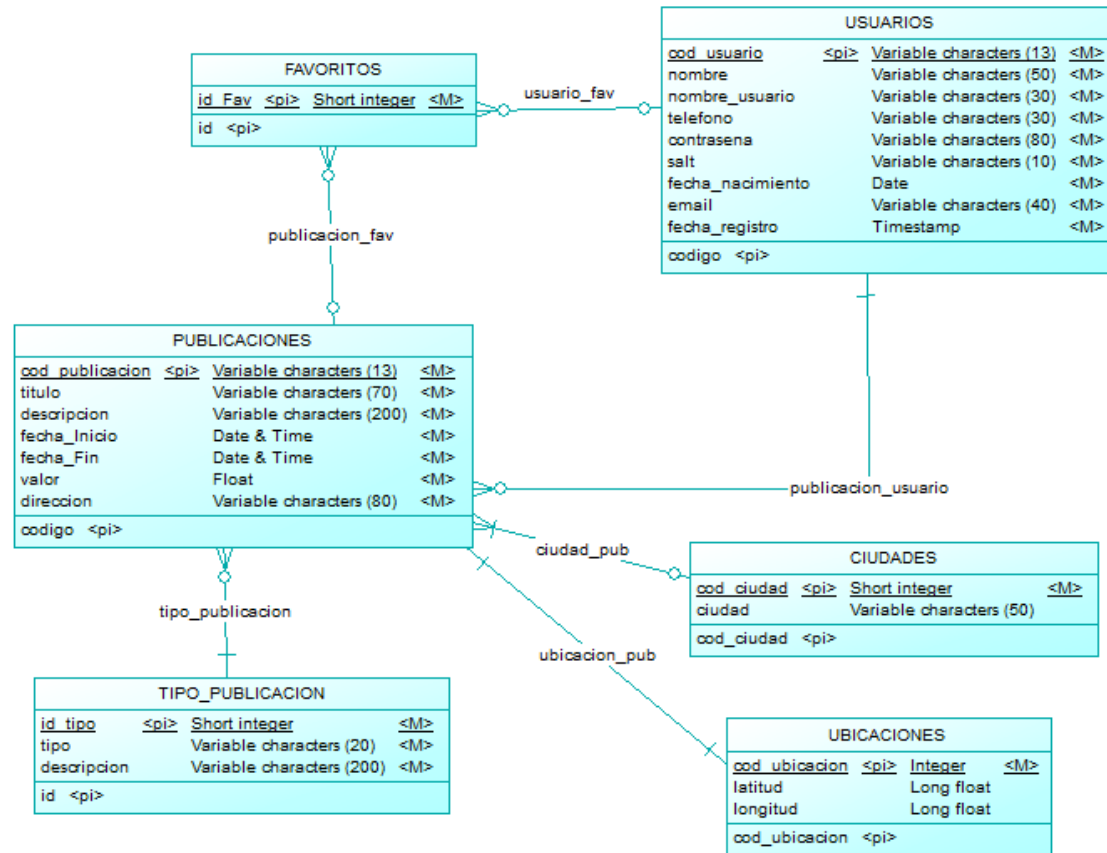 USUARIOS
cod_usuario <pi> Variable characters (13) <M>
nombre Variable characters (50) <M>
nombre_usuario Variable characters (30) <M>
telefono Variable characters (30) <M>
contrasena Variable characters (80) <M>
salt Variable characters (10) <M>
fecha_nacimiento Date <M>
email Variable characters (40) <M>
fecha_registro Timestamp <M>
codigo <pi>
FAVORITOS
id_Fav <pi> Short integer <M>
id <pi>
usuario_fav
publicacion_fav
PUBLICACIONES
cod_publicacion <pi> Variable characters (13) <M>
titulo Variable characters (70) <M>
descripcion Variable characters (200) <M>
fecha_Inicio Date & Time <M>
fecha_Fin Date & Time <M>
valor Float <M>
direccion Variable characters (80) <M>
codigo <pi>
publicacion_usuario
ciudad_pub
CIUDADES
cod_ciudad <pi> Short integer <M>
ciudad Variable characters (50)
cod_ciudad <pi>
tipo_publicacion
ubicacion_pub
TIPO_PUBLICACION
id_tipo <pi> Short integer <M>
tipo Variable characters (20) <M>
descripcion Variable characters (200) <M>
id <pi>
UBICACIONES
cod_ubicacion <pi> Integer <M>
latitud Long float
longitud Long float
cod_ubicacion <pi>